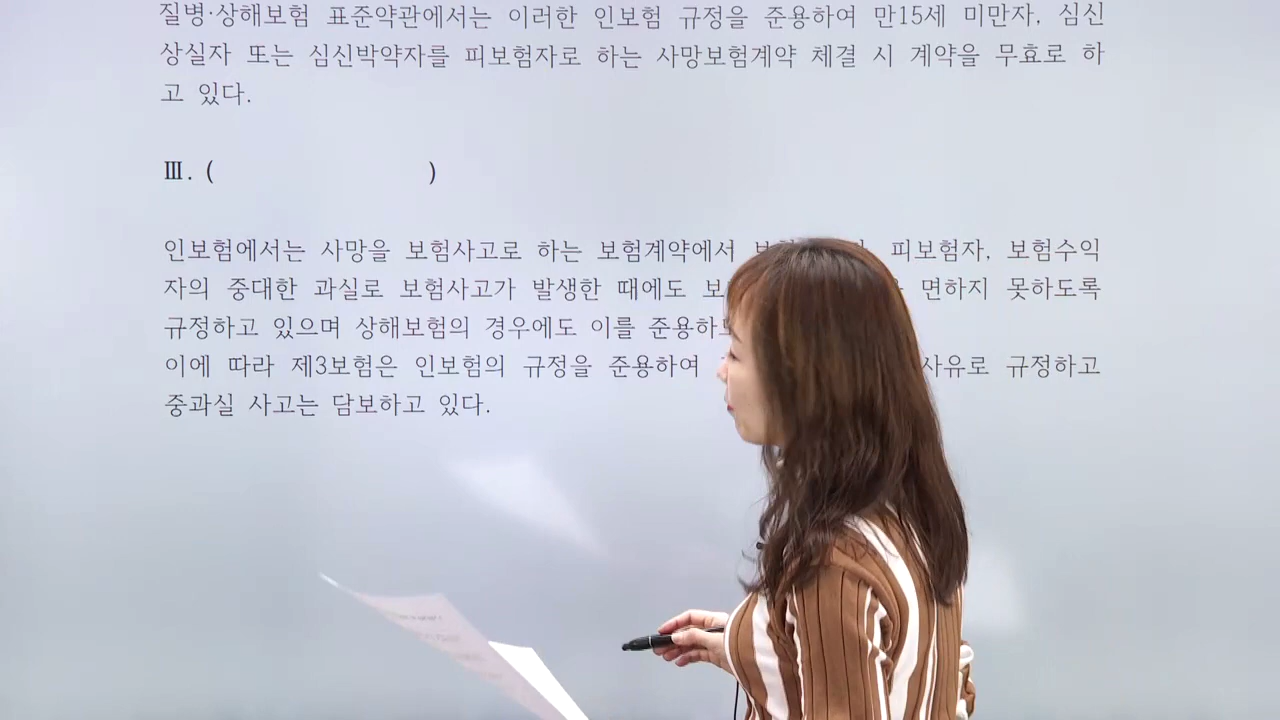 질병·상해보험 표준약관에서는 이러한 인보험 규정을 준용하여 만15세 미만자, 심신
상실자 또는 심신박약자를 피보험자로 하는 사망보험계약 체결 시 계약을 무효로 하
고 있다.
Ⅲ. ( )
인보험에서는 사망을 보험사고로 하는 보험계약에서 피보험자, 보험수익
자의 중대한 과실로 보험사고가 발생한 때에도 면하지 못하도록
규정하고 있으며 상해보험의 경우에도 이를
이에 따라 제3보험은 인보험의 규정을 준용하여 규정하고
중과실 사고는 담보하고 있다.